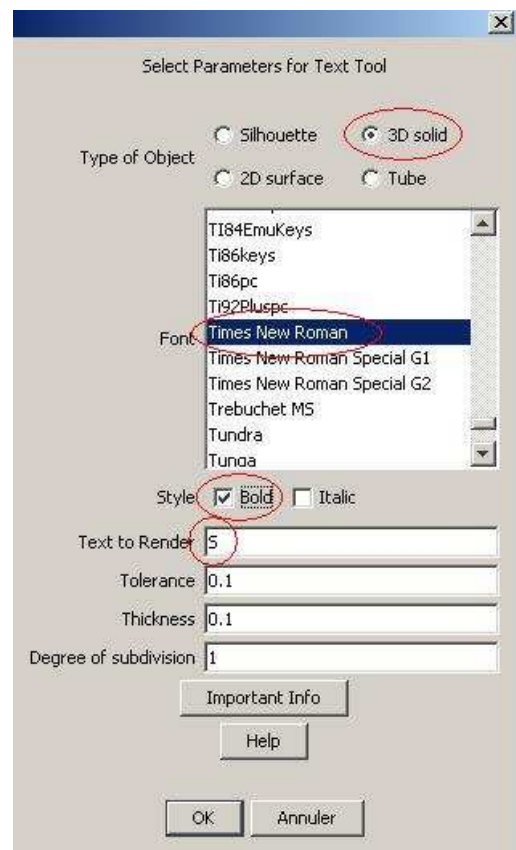 Select Parameters for Text Tool
Type of Object
Silhouette 3D solid
2D surface Tube
Font
TI84EmuKeys
Ti86keys
Ti86pc
Ti92Pluspc
Times New Roman
Times New Roman Special G1
Times New Roman Special G2
Trebuchet MS
Tundra
Tunga
Style Bold Italic
Text to Render S
Tolerance 0.1
Thickness 0.1
Degree of subdivision 1
Important Info
Help
OK Annuler